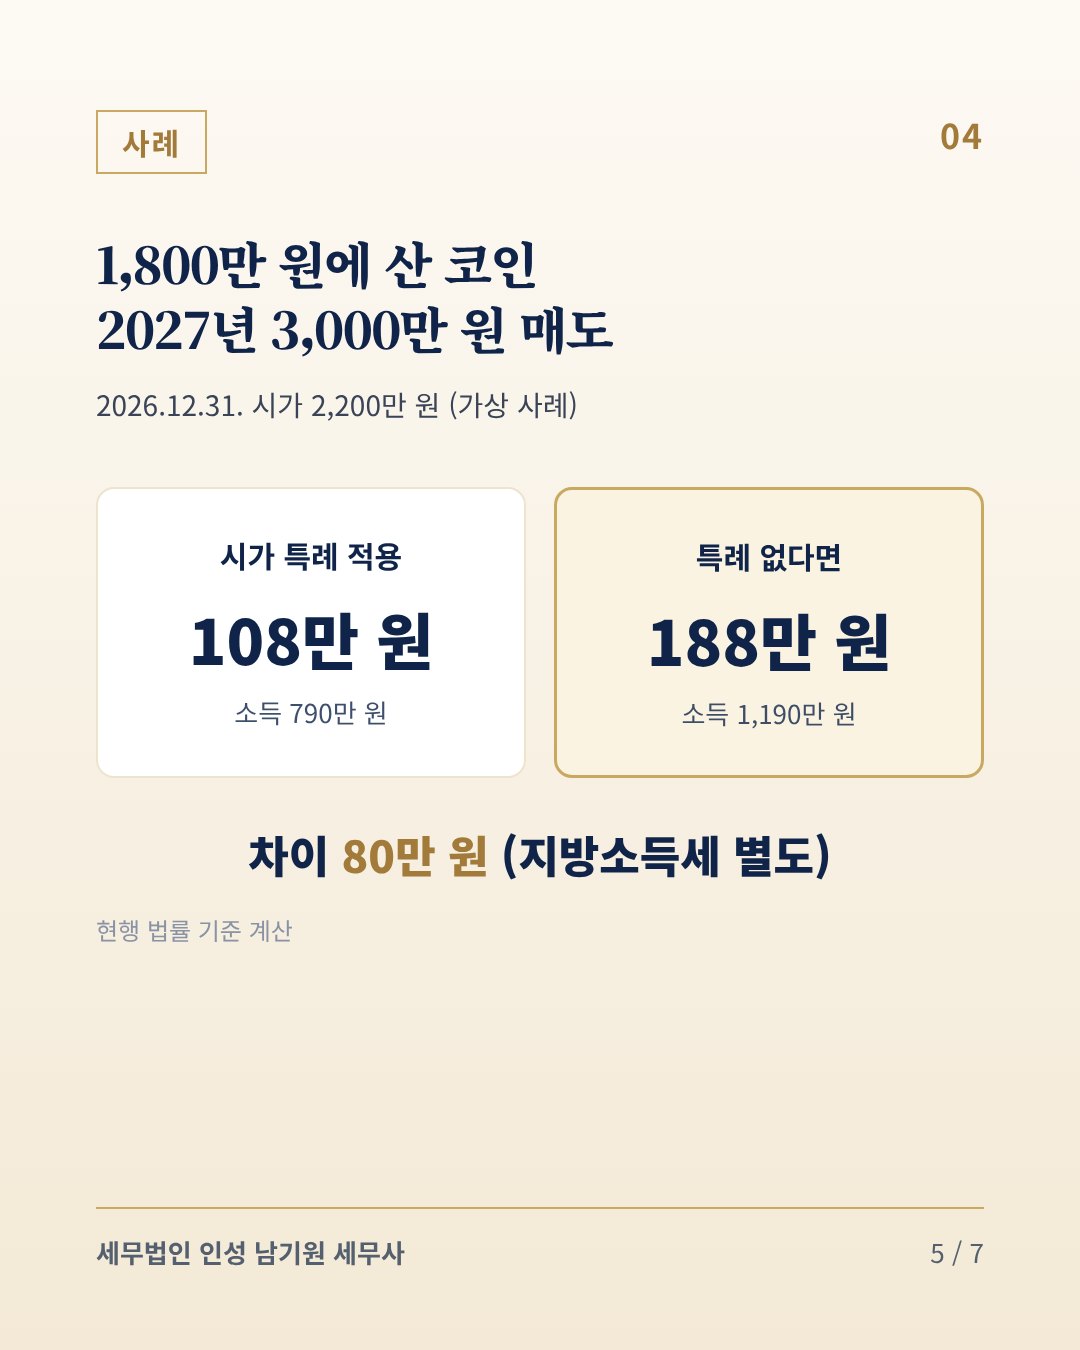 사례
04
1,800만 원에 산 코인
2027년 3,000만 원 매도
2026.12.31. 시가 2,200만 원 (가상 사례)
시가 특례 적용
108만 원
소득 790만 원
특례 없다면
188만 원
소득 1,190만 원
차이 80만 원 (지방소득세 별도)
현행 법률 기준 계산
세무법인 인성 남기원 세무사
5 / 7